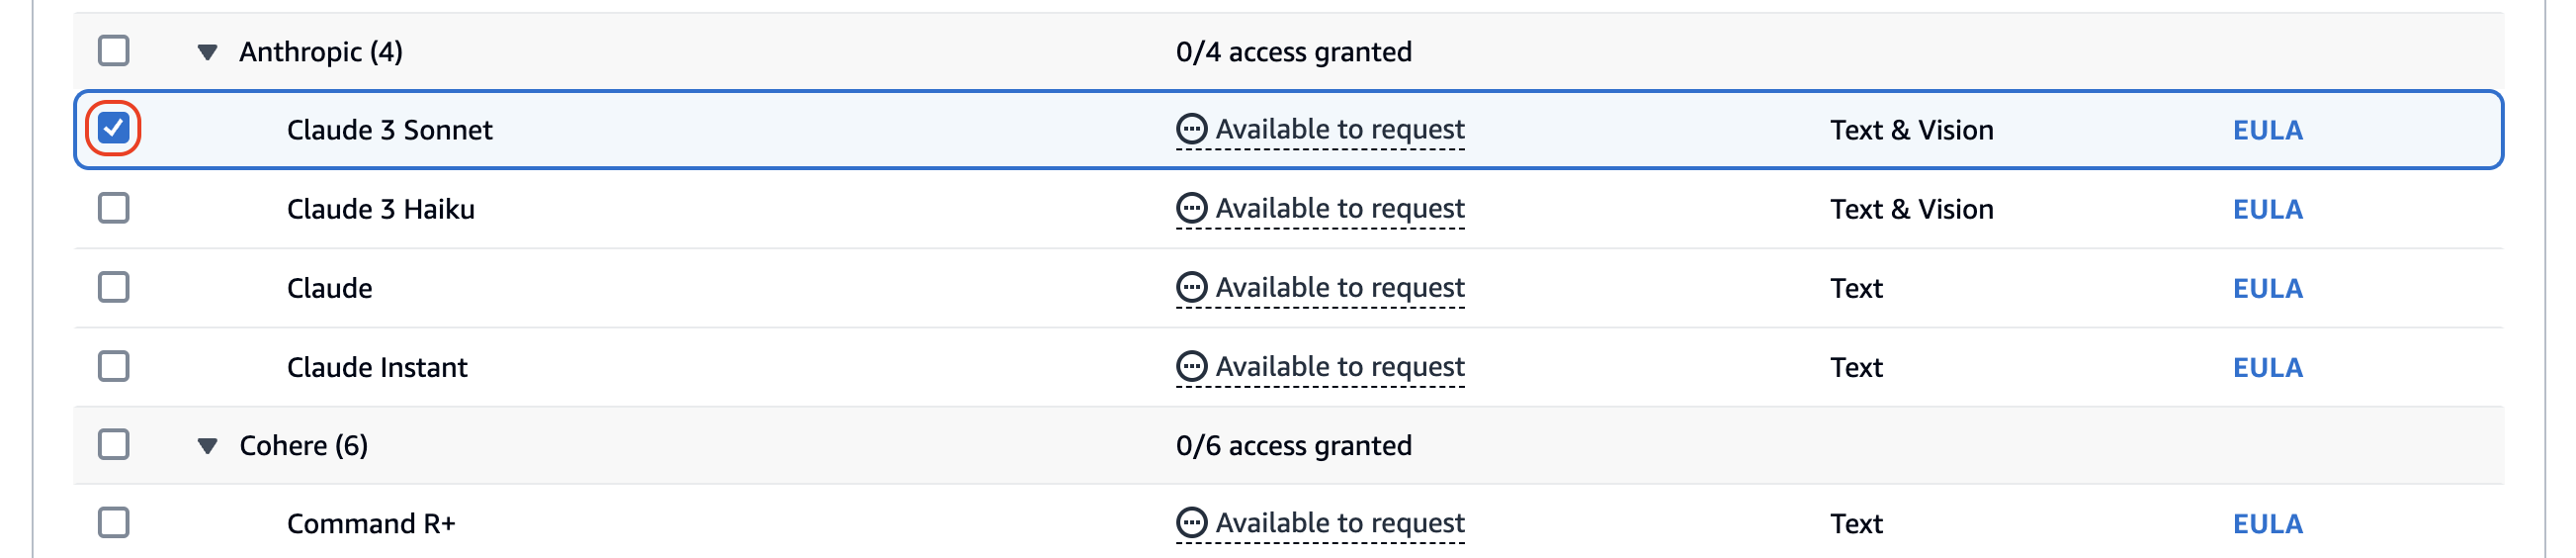 Anthropic (4) 0/4 access granted
Claude 3 Sonnet Available to request Text & Vision EULA
Claude 3 Haiku Available to request Text & Vision EULA
Claude Available to request Text EULA
Claude Instant Available to request Text EULA
Cohere (6) 0/6 access granted
Command R+ Available to request Text EULA